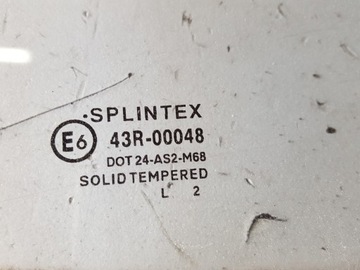 .SPLINTEX
E6 43R-00048
DOT 24-AS2-M68
SOLID TEMPERED
L 2